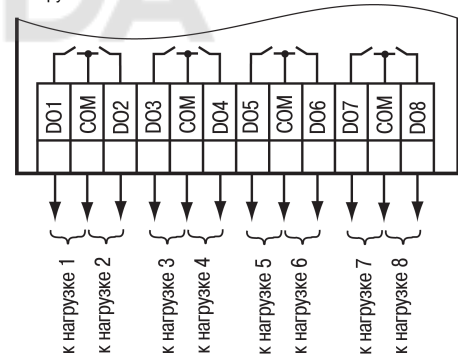 DA
DO1
COM
DO2
DO3
COM
DO4
DO5
COM
DO6
DO7
COM
DO8
к нагрузке 1
к нагрузке 2
к нагрузке 3
к нагрузке 4
к нагрузке 5
к нагрузке 6
к нагрузке 7
к нагрузке 8